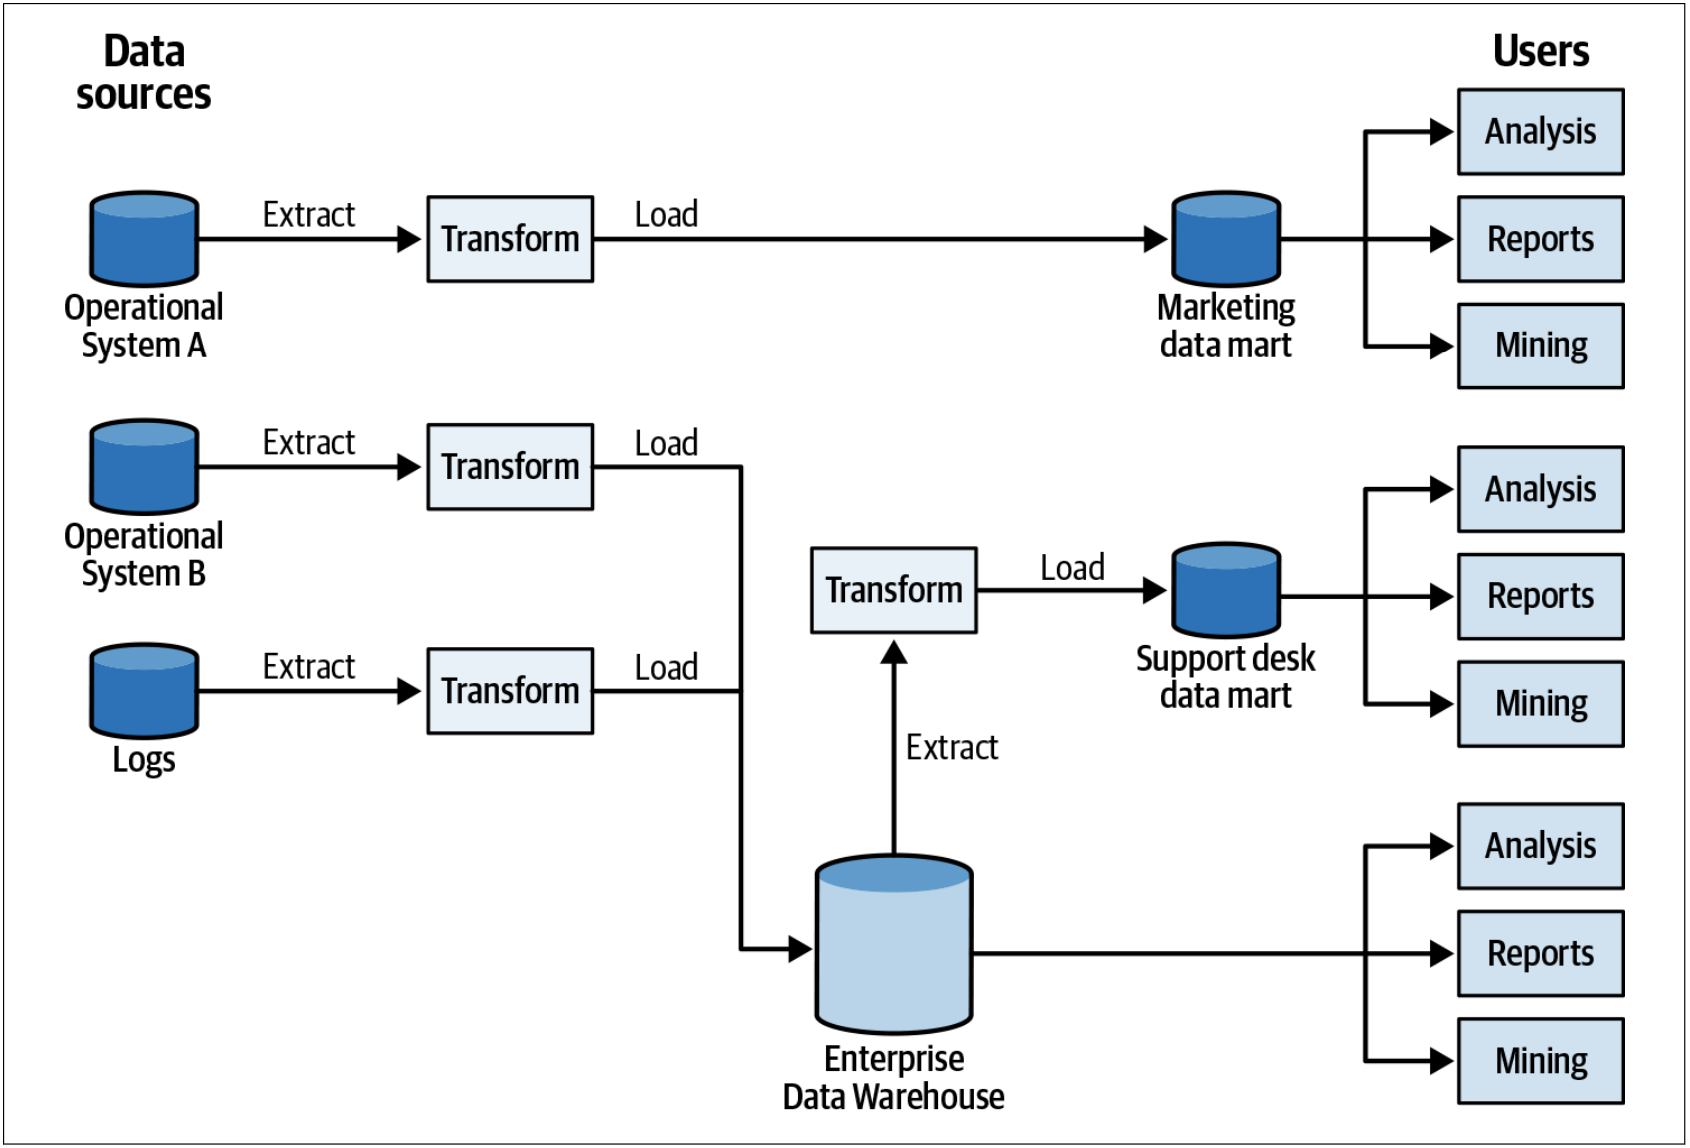 Data
sources
Users
Analysis
Extract
Transform
Load
Reports
Operational
System A
Marketing
data mart
Mining
Extract
Transform
Load
Operational
System B
Analysis
Transform
Load
Reports
Extract
Transform
Load
Support desk
data mart
Mining
Logs
Extract
Analysis
Reports
Enterprise
Data Warehouse
Mining